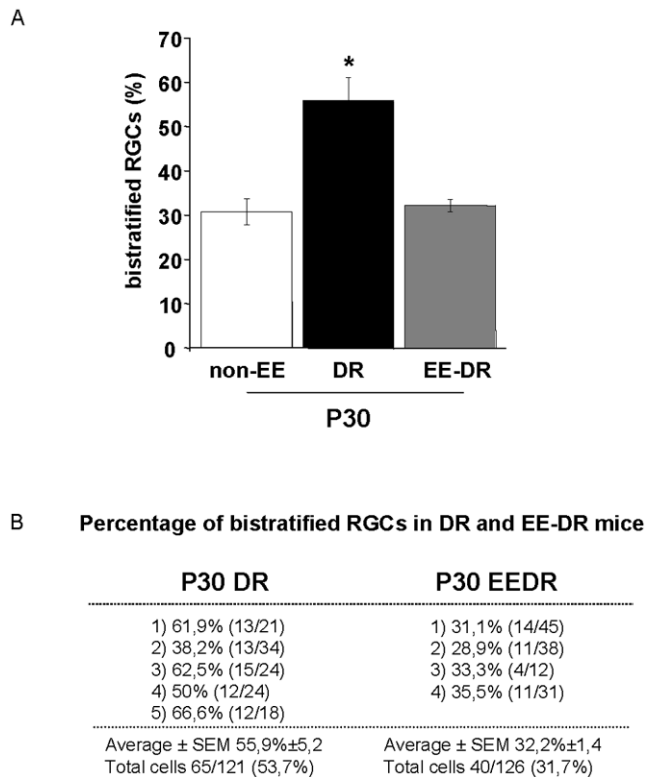 A
bistratified RGCs (%)
70
60
50
40
30
20
10
0
*
non-EE DR EE-DR
P30
B Percentage of bistratified RGCs in DR and EE-DR mice
P30 DR P30 EEDR
1) 61,9% (13/21) 1) 31,1% (14/45)
2) 38,2% (13/34) 2) 28,9% (11/38)
3) 62,5% (15/24) 3) 33,3% (4/12)
4) 50% (12/24) 4) 35,5% (11/31)
5) 66,6% (12/18)
Average ± SEM 55,9%±5,2 Average ± SEM 32,2%±1,4
Total cells 65/121 (53,7%) Total cells 40/126 (31,7%)